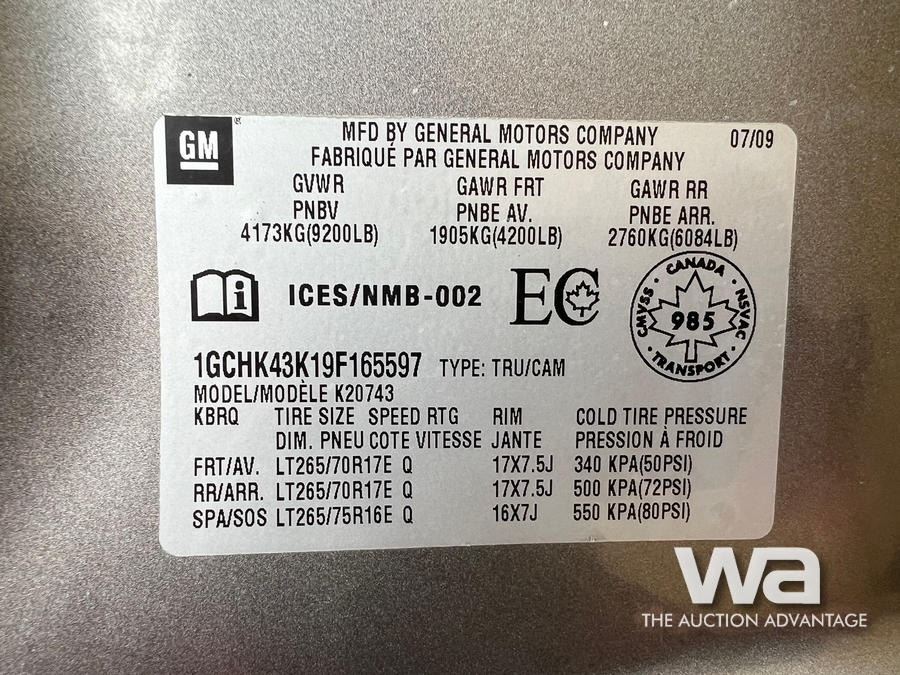 GM
MFD BY GENERAL MOTORS COMPANY 07/09
FABRIQUÉ PAR GENERAL MOTORS COMPANY
GVWR GAWR FRT GAWR RR
PNBV PNBE AV. PNBE ARR.
4173KG(9200LB) 1905KG(4200LB) 2760KG(6084LB)
i ICES/NMB-002 EC
CANADA
CMVSS 985 NSVAC
TRANSPORT
1GCHK43K19F165597 TYPE: TRU/CAM
MODEL/MODÈLE K20743
KBRQ TIRE SIZE SPEED RTG RIM COLD TIRE PRESSURE
DIM. PNEU COTE VITESSE JANTE PRESSION À FROID
FRT/AV. LT265/70R17E Q 17X7.5J 340 KPA(50PSI)
RR/ARR. LT265/70R17E Q 17X7.5J 500 KPA(72PSI)
SPA/SOS LT265/75R16E Q 16X7J 550 KPA(80PSI)
wa
THE AUCTION ADVANTAGE